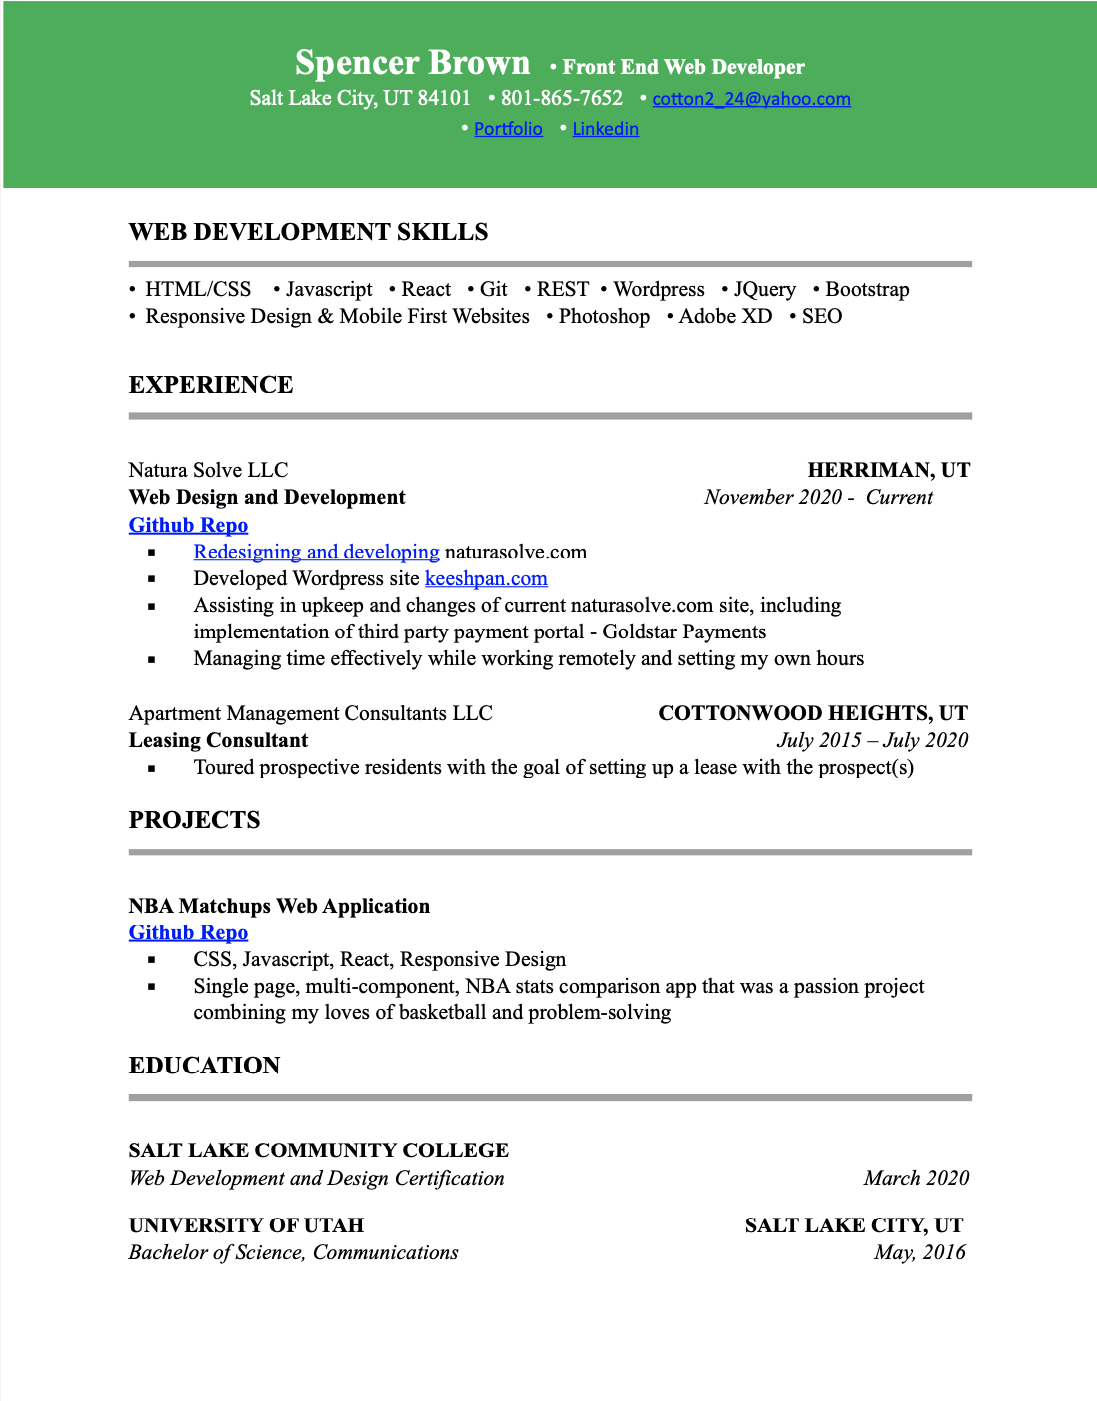 Spencer Brown • Front End Web Developer
Salt Lake City, UT 84101 • 801-865-7652 • cotton2_24@yahoo.com
• Portfolio • Linkedin
WEB DEVELOPMENT SKILLS
• HTML/CSS • Javascript • React • Git • REST • Wordpress • JQuery • Bootstrap
• Responsive Design & Mobile First Websites • Photoshop • Adobe XD • SEO
EXPERIENCE
Natura Solve LLC HERRIMAN, UT
Web Design and Development November 2020 - Current
Github Repo
▪ Redesigning and developing naturasolve.com
▪ Developed Wordpress site keeshpan.com
▪ Assisting in upkeep and changes of current naturasolve.com site, including
implementation of third party payment portal - Goldstar Payments
▪ Managing time effectively while working remotely and setting my own hours
Apartment Management Consultants LLC COTTONWOOD HEIGHTS, UT
Leasing Consultant July 2015 – July 2020
▪ Toured prospective residents with the goal of setting up a lease with the prospect(s)
PROJECTS
NBA Matchups Web Application
Github Repo
▪ CSS, Javascript, React, Responsive Design
▪ Single page, multi-component, NBA stats comparison app that was a passion project
combining my loves of basketball and problem-solving
EDUCATION
SALT LAKE COMMUNITY COLLEGE
Web Development and Design Certification March 2020
UNIVERSITY OF UTAH SALT LAKE CITY, UT
Bachelor of Science, Communications May, 2016